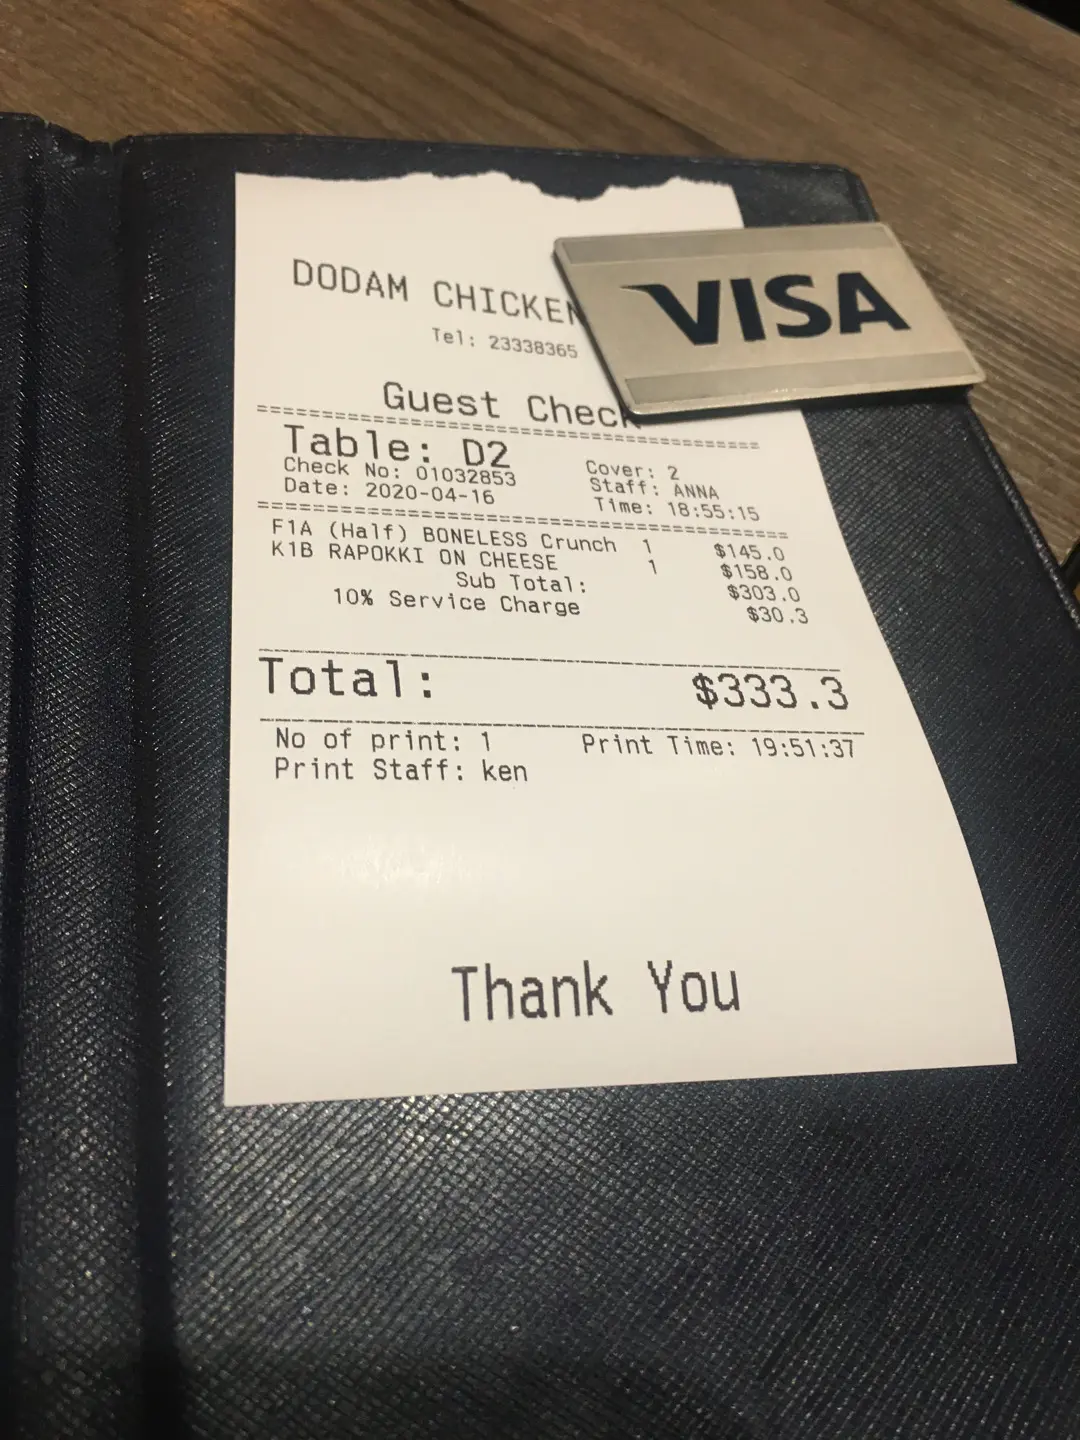 DODAM CHICKEN
VISA
Tel: 23338365
Guest Check
=====================================
Table: D2
Check No: 01032853 Cover: 2
Date: 2020-04-16 Staff: ANNA
Time: 18:55:15
=====================================
F1A (Half) BONELESS Crunch 1 $145.0
K1B RAPOKKI ON CHEESE 1 $158.0
Sub Total: $303.0
10% Service Charge $30.3
Total: $333.3
No of print: 1 Print Time: 19:51:37
Print Staff: ken
Thank You